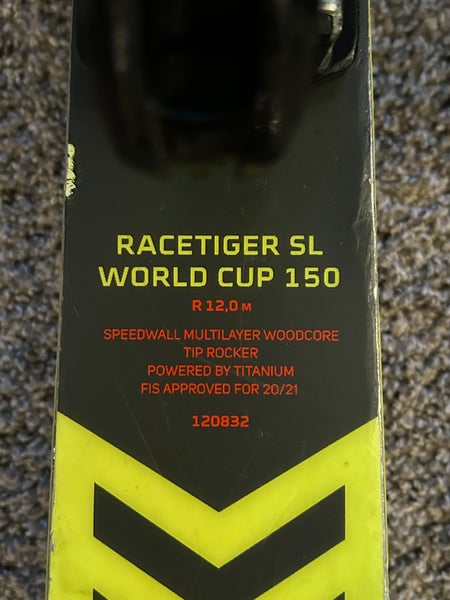 RACETIGER SL
WORLD CUP 150
R 12,0 M
SPEEDWALL MULTILAYER WOODCORE
TIP ROCKER
POWERED BY TITANIUM
FIS APPROVED FOR 20/21
120832